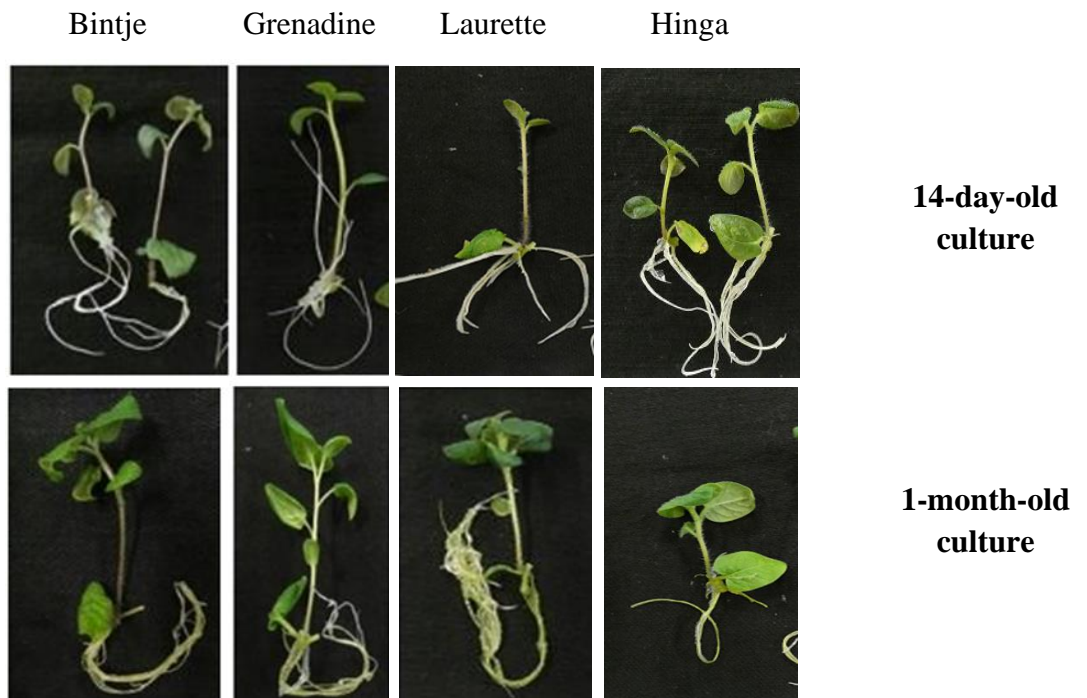 Bintje Grenadine Laurette Hinga
14-day-old
culture
1-month-old
culture